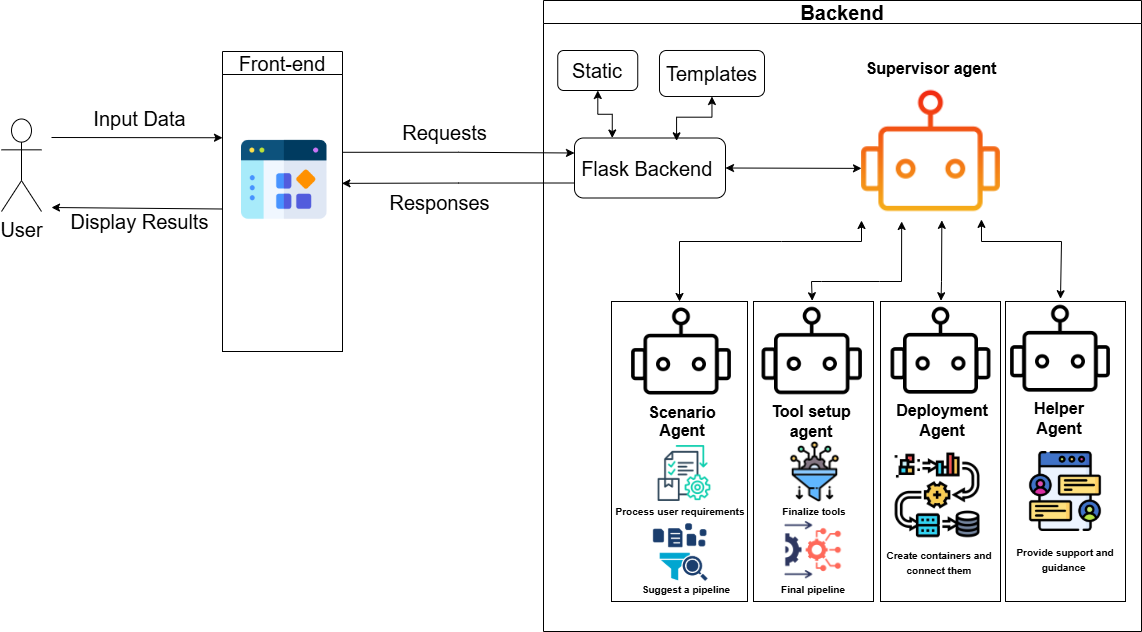 Backend
Front-end
Static
Templates
Supervisor agent
Input Data
Requests
Flask Backend
Responses
Display Results
User
Scenario
Agent
Process user requirements
Suggest a pipeline
Tool setup
agent
Finalize tools
Final pipeline
Deployment
Agent
Create containers and
connect them
Helper
Agent
Provide support and
guidance